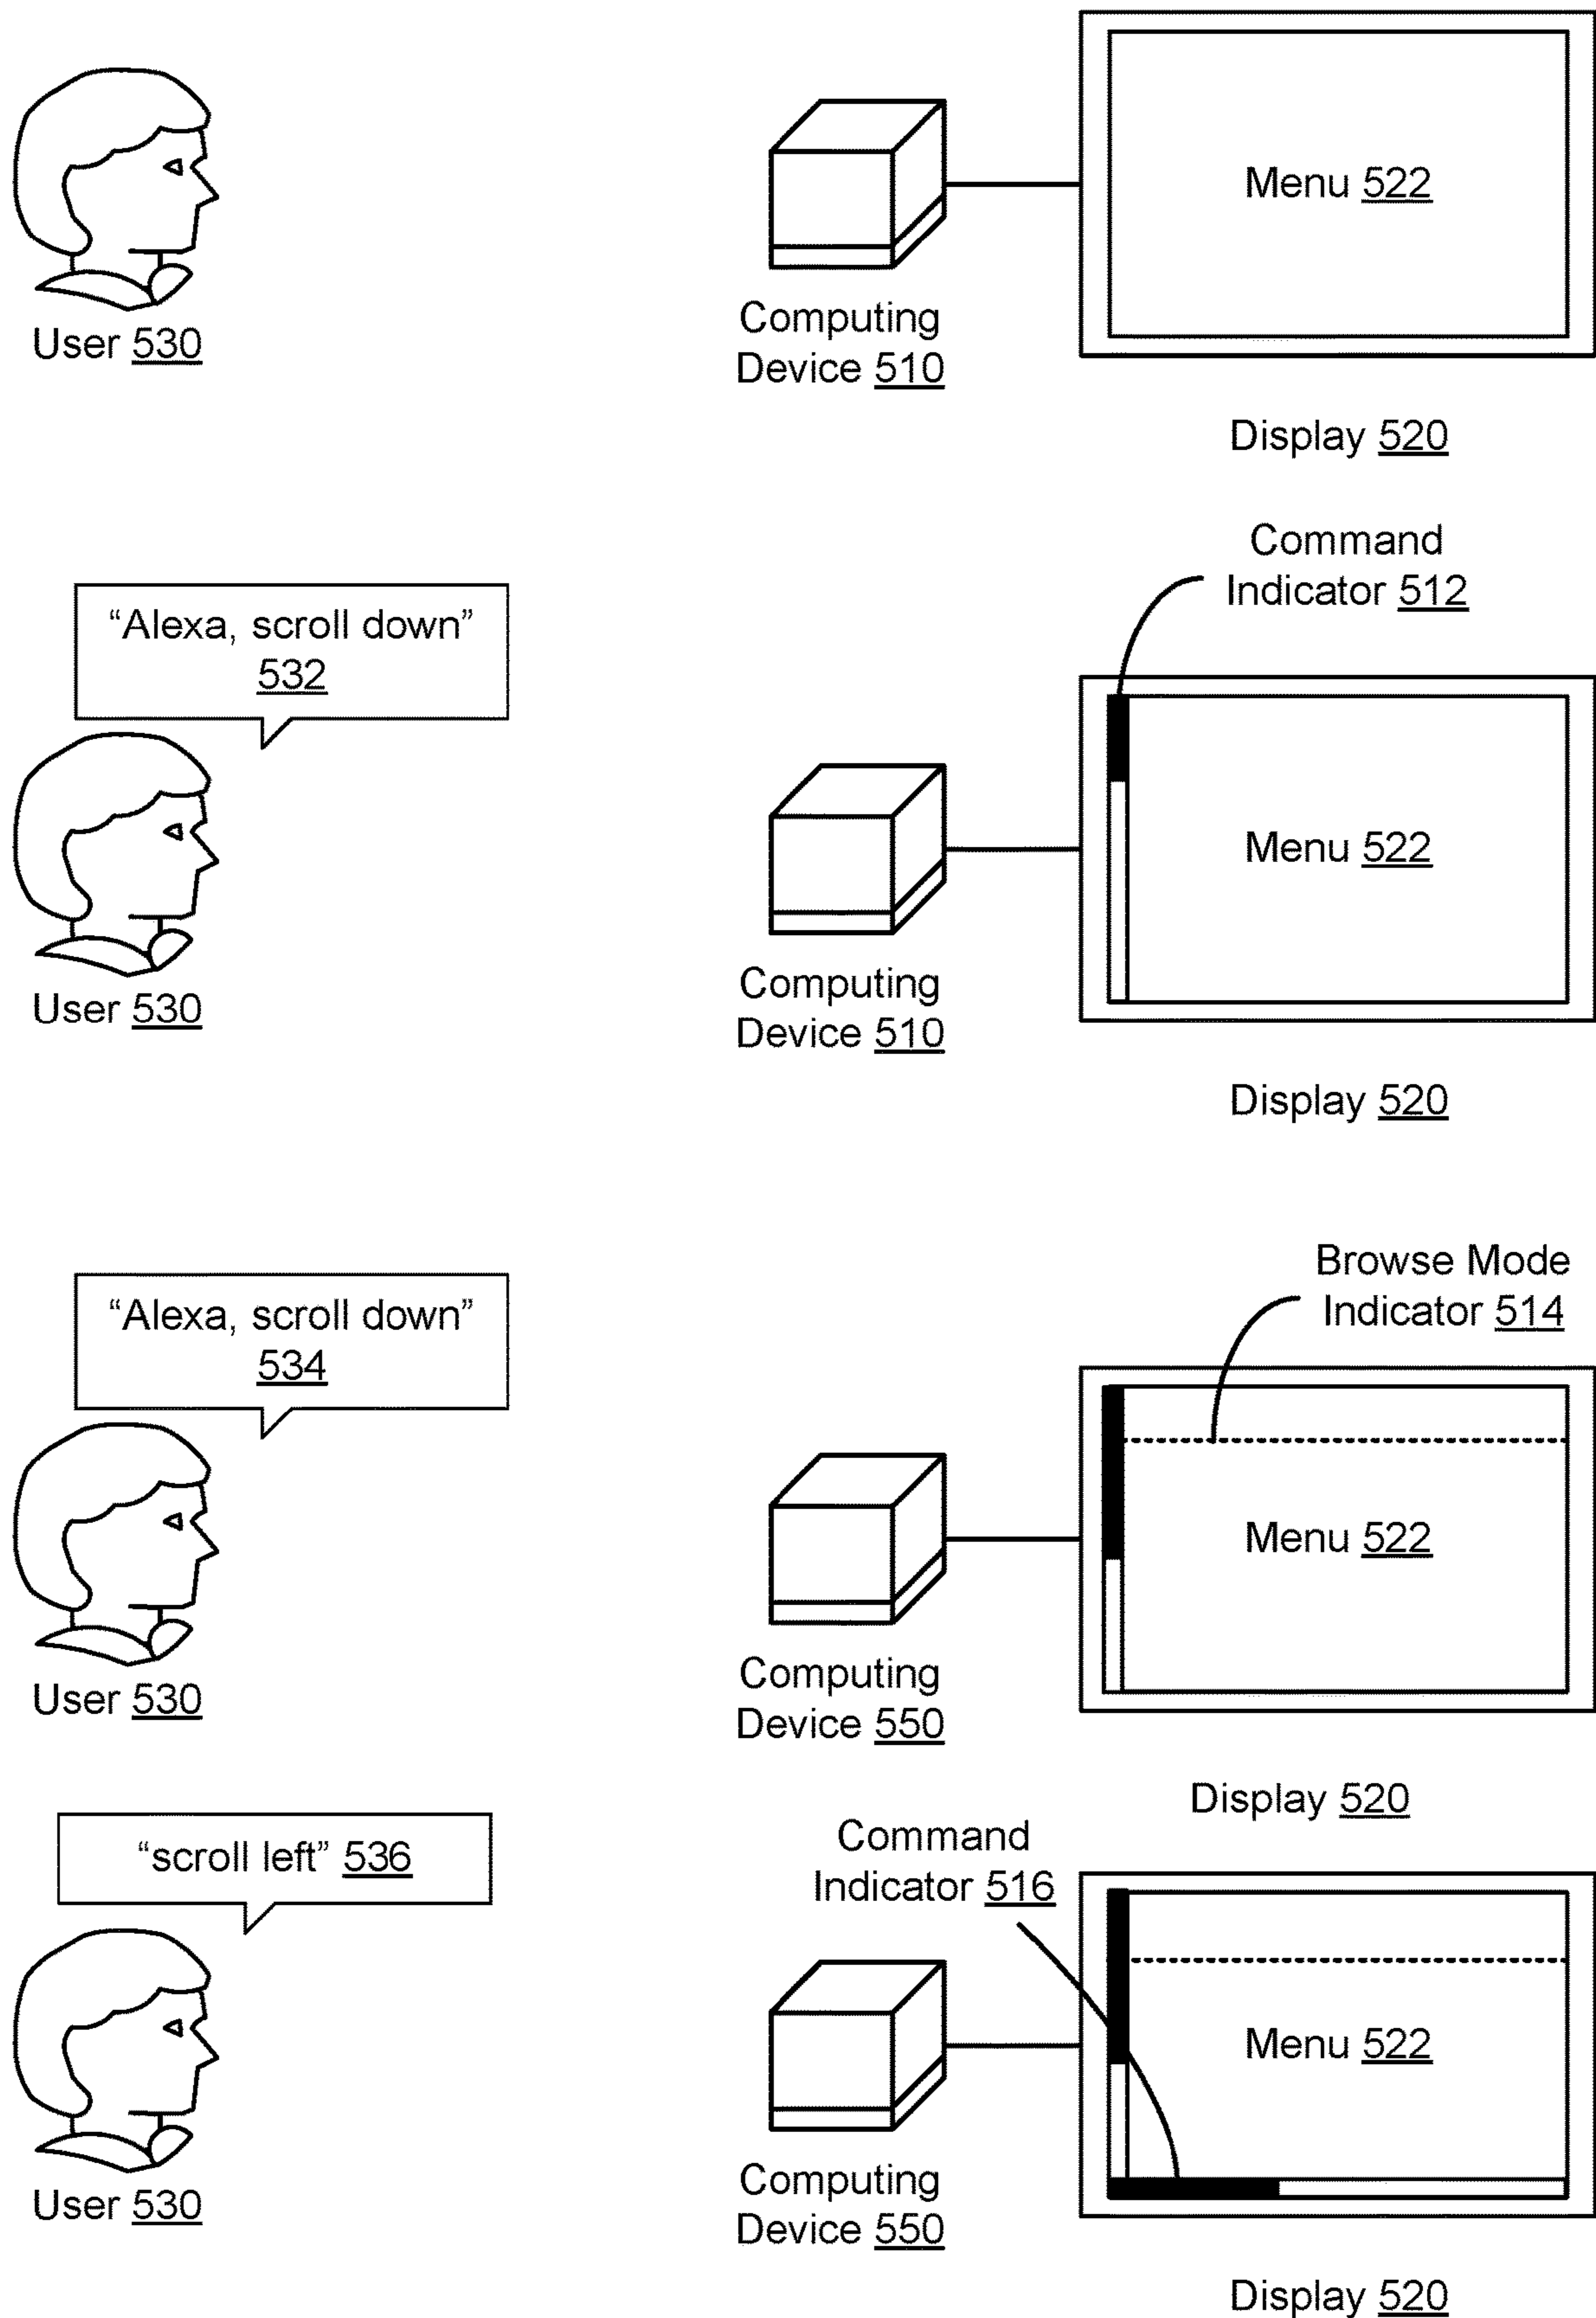 Menu 522
User 530
Computing
Device 510
Display 520
Command
Indicator 512
“Alexa, scroll down”
532
Menu 522
User 530
Computing
Device 510
Display 520
Browse Mode
Indicator 514
“Alexa, scroll down”
534
Menu 522
User 530
Computing
Device 550
Display 520
“scroll left” 536
Command
Indicator 516
Menu 522
User 530
Computing
Device 550
Display 520